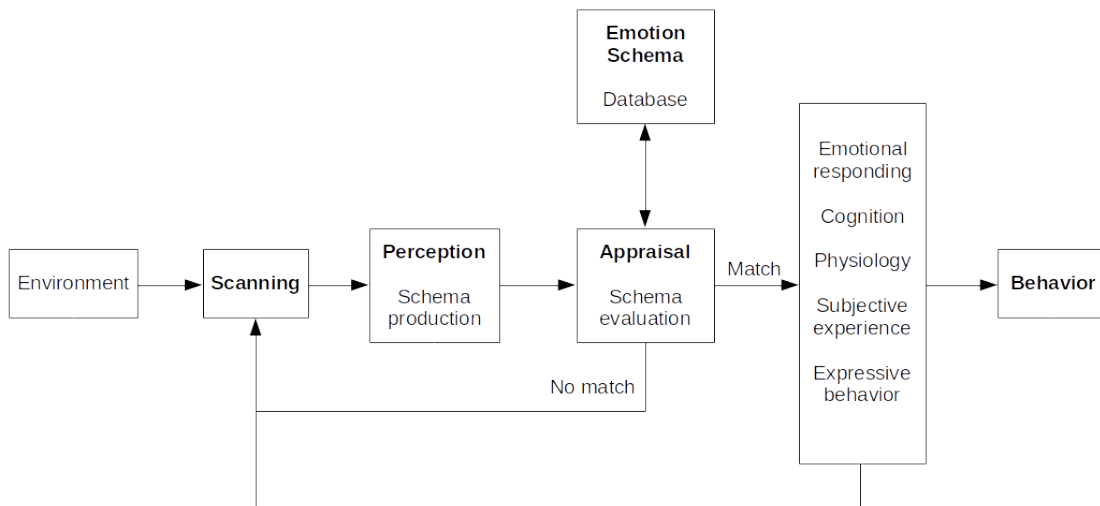 Emotion
Schema
Database
Environment
Scanning
Perception
Schema
production
Appraisal
Schema
evaluation
Match
No match
Emotional
responding
Cognition
Physiology
Subjective
experience
Expressive
behavior
Behavior